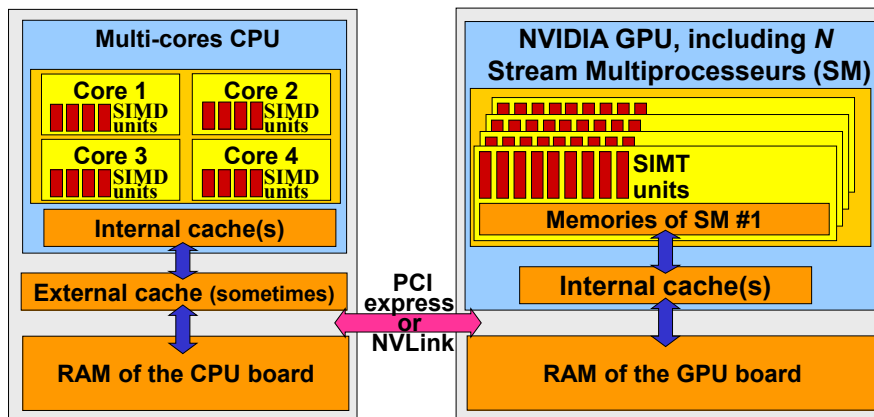 Multi-cores CPU
Core 1
SIMD
units
Core 2
SIMD
units
Core 3
SIMD
units
Core 4
SIMD
units
Internal cache(s)
External cache (sometimes)
RAM of the CPU board
PCI
express
or
NVLink
NVIDIA GPU, including N
Stream Multiprocesseurs (SM)
SIMT
units
Memories of SM #1
Internal cache(s)
RAM of the GPU board